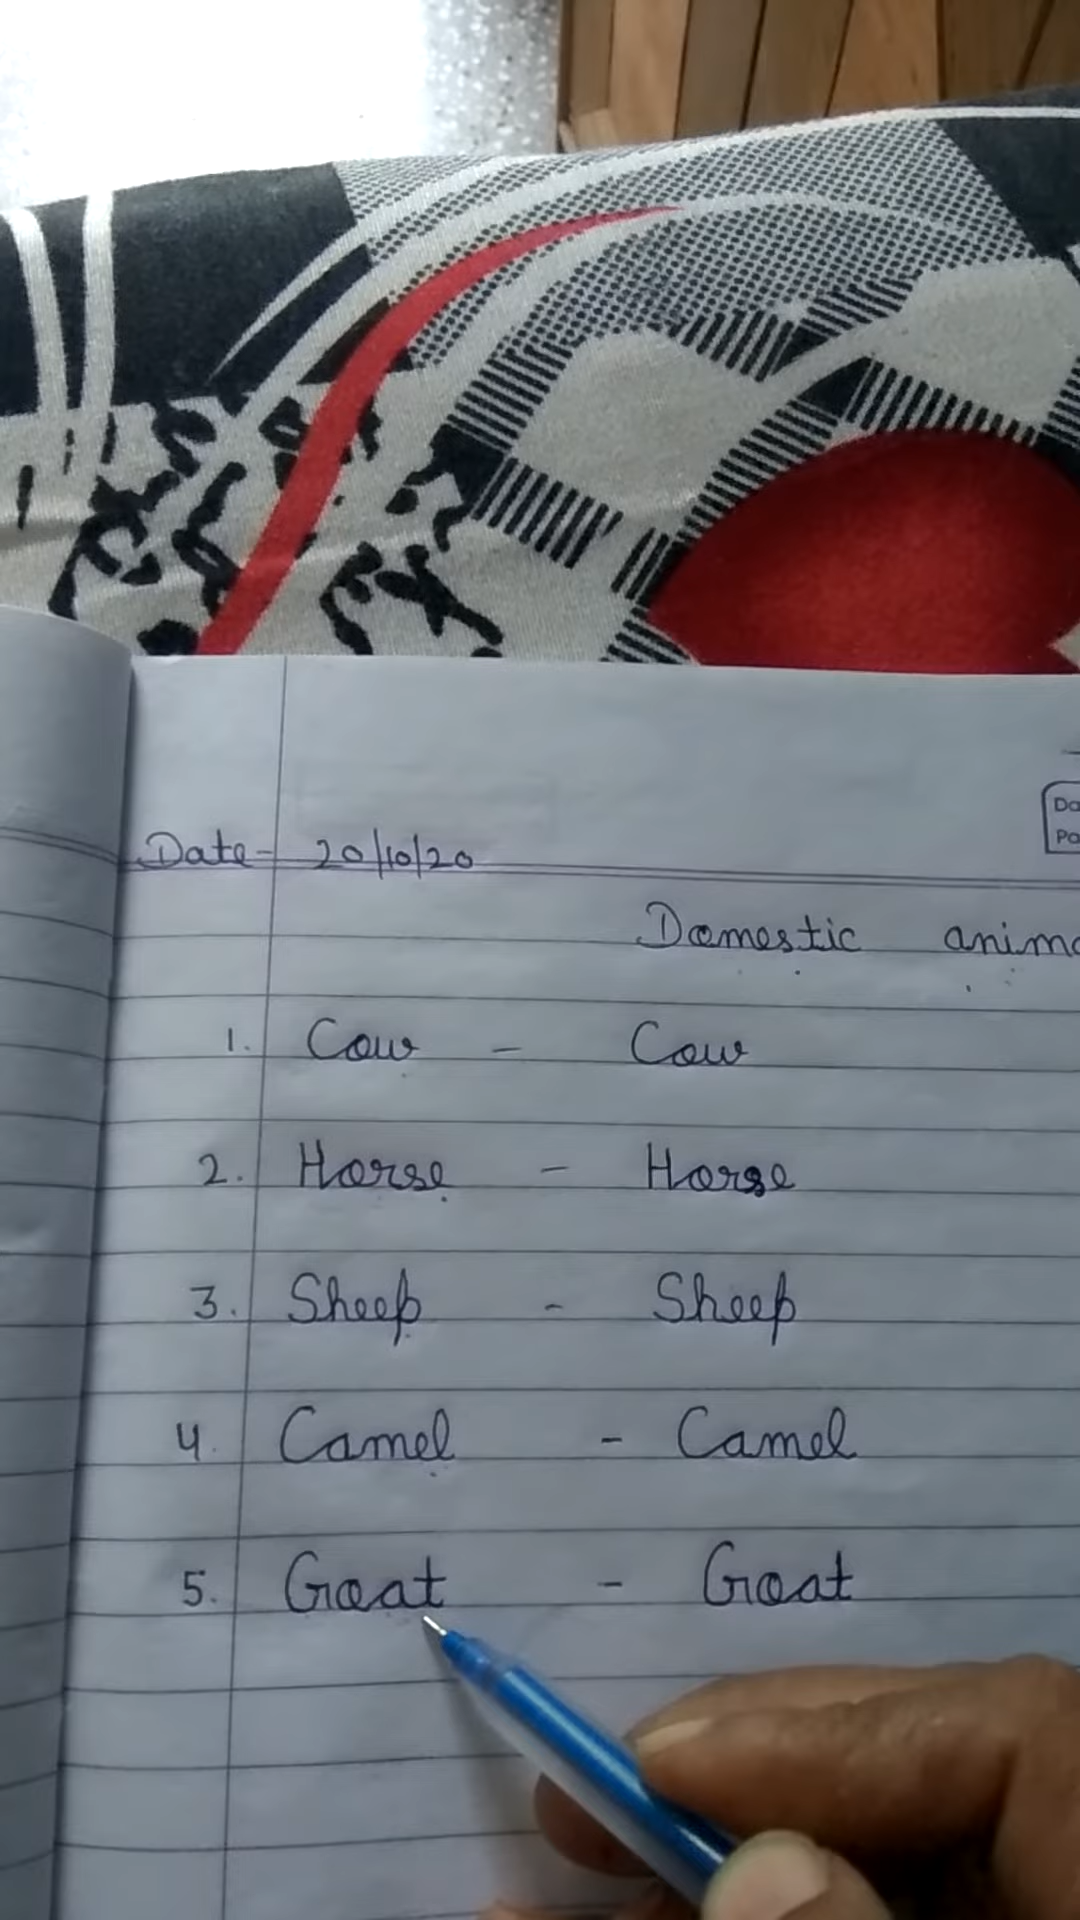 Date- 20/10/20
Domestic
1. Cow - Cow
2. Horse - Horse
3. Sheep - Sheep
4. Camel - Camel
5. Goat - Goat